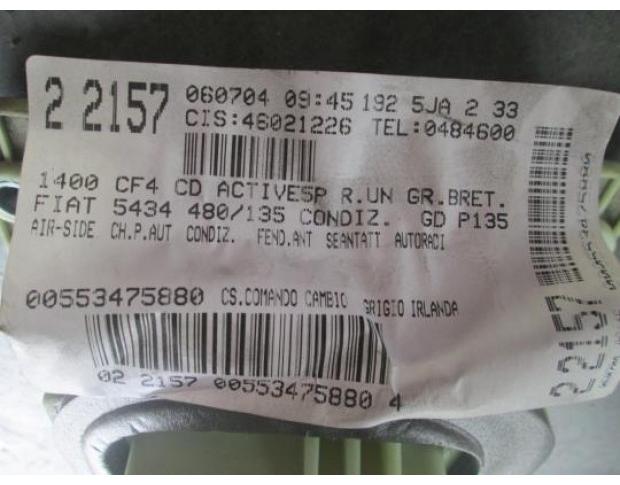 2 2157 060704 09:45 192 5JA 2 33
CIS:46021226 TEL:0484600
1400 CF4 CD ACTIVESP R.UN GR.BRET.
FIAT 5434 480/135 CONDIZ. GD P135
AIR-SIDE CH.P.AUT CONDIZ. FEND.ANT SEANTATT AUTORACI
00553475880 CS.COMANDO CAMBIO GRIGIO IRLANDA
02 2157 00553475880 4
2 2157